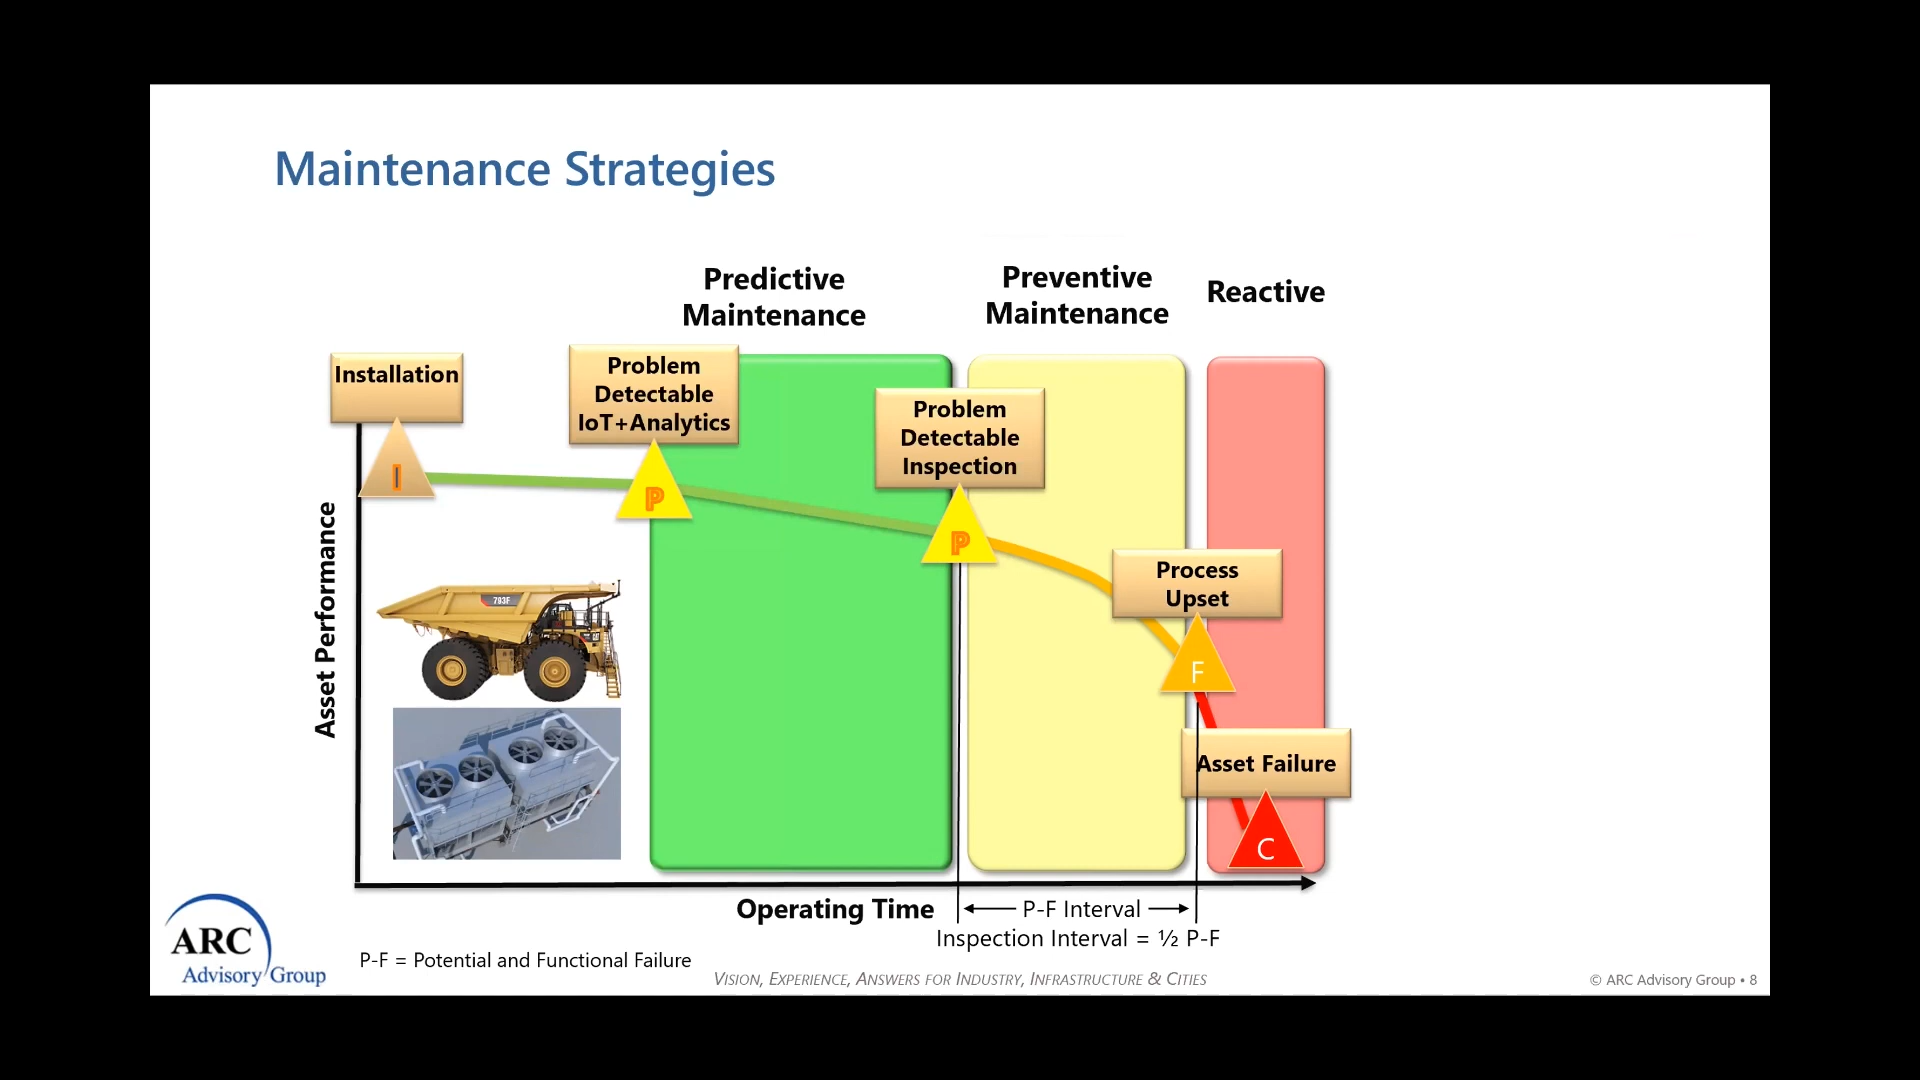 Maintenance Strategies
Predictive
Maintenance
Preventive
Maintenance
Reactive
Installation
Problem
Detectable
IoT+Analytics
Problem
Detectable
Inspection
I
P
P
Process
Upset
F
Asset Failure
C
Asset Performance
793F
CAT
Operating Time
P-F Interval
Inspection Interval = ½ P-F
P-F = Potential and Functional Failure
ARC
Advisory Group
VISION, EXPERIENCE, ANSWERS FOR INDUSTRY, INFRASTRUCTURE & CITIES
© ARC Advisory Group • 8